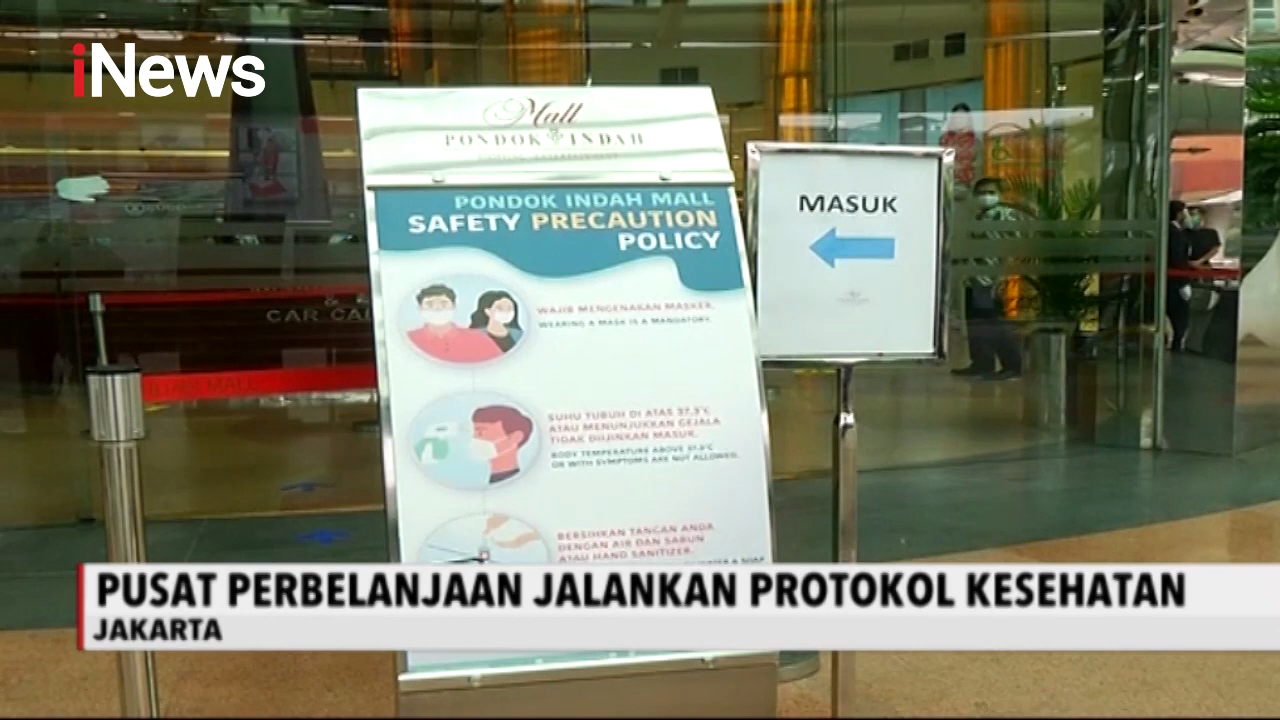 iNews
Mall
PONDOK INDAH
PONDOK INDAH MALL
SAFETY PRECAUTION
POLICY
MASUK
WAJIB MENGENAKAN MASKER.
WEARING A MASK IS A MANDATORY.
SUHU TUBUH DI ATAS 37,3°C
ATAU MENUNJUKKAN GEJALA
TIDAK DIIJINKAN MASUK.
BODY TEMPERATURE ABOVE 37.3°C
OR WITH SYMPTOMS ARE NOT ALLOWED.
BERSIHKAN TANGAN ANDA
DENGAN AIR DAN SABUN
ATAU HAND SANITIZER.
& SOAP
CAR CAL
MALL
PUSAT PERBELANJAAN JALANKAN PROTOKOL KESEHATAN
JAKARTA